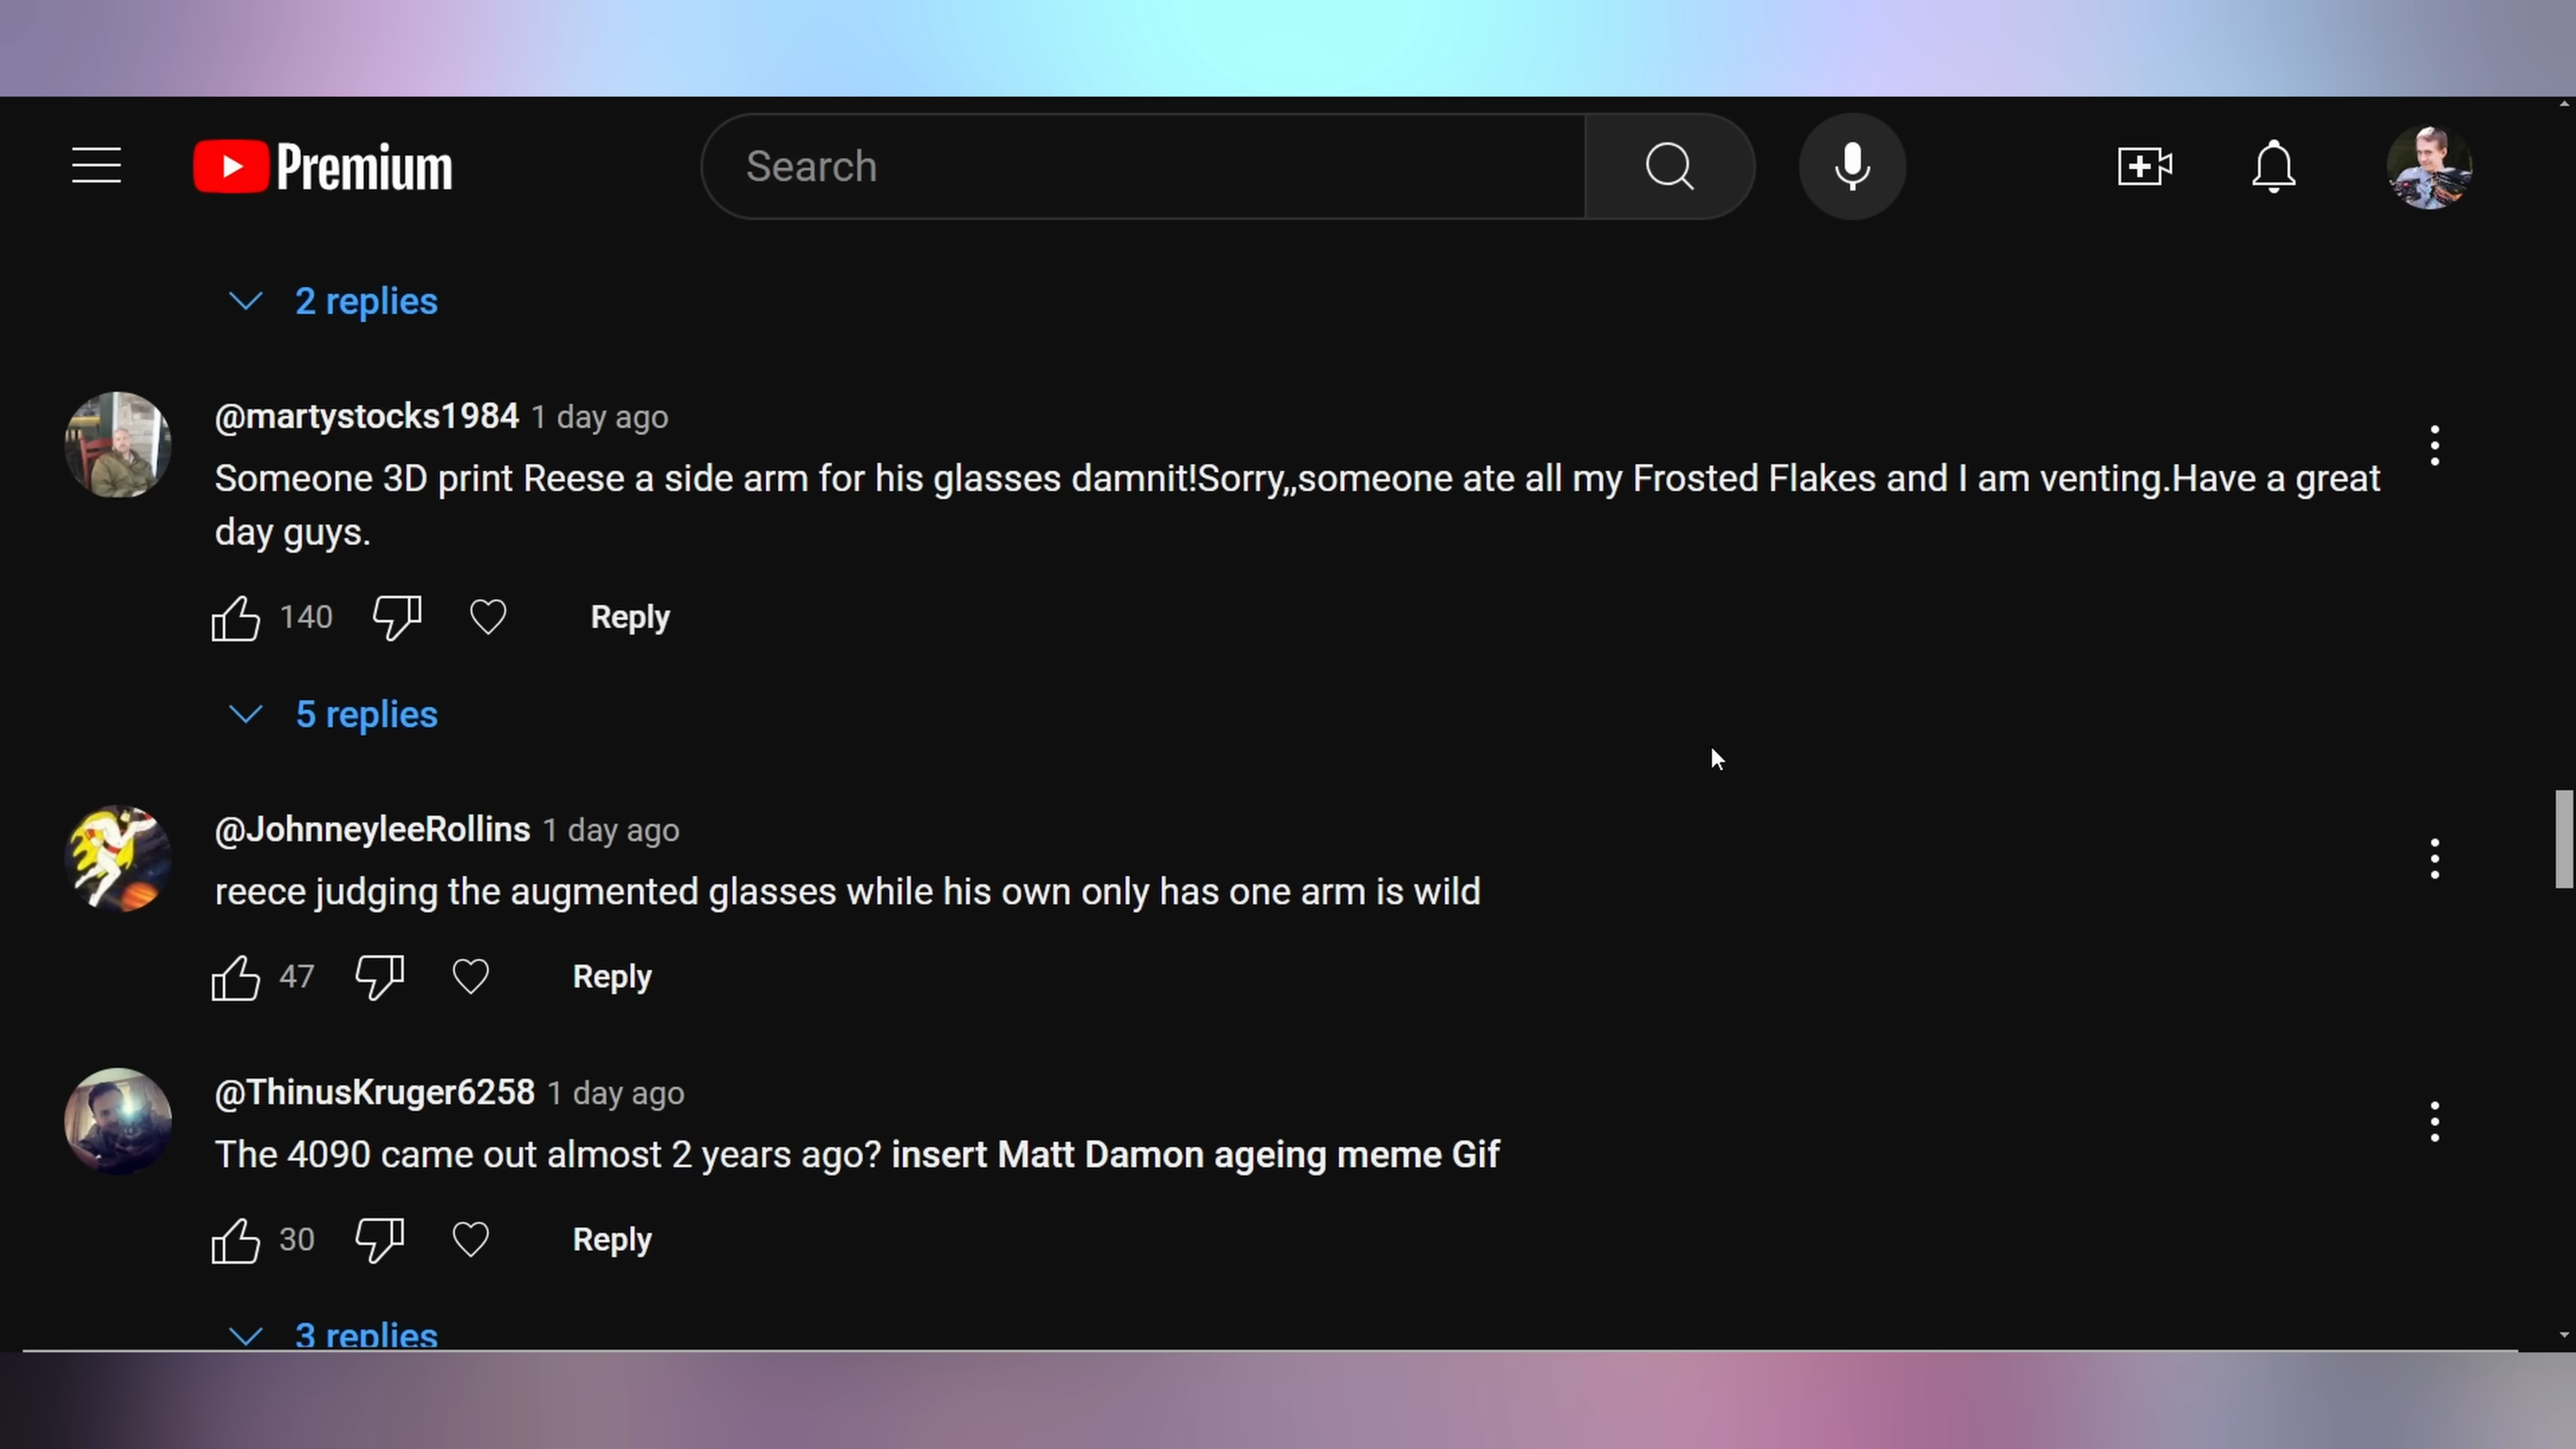 Premium
Search
2 replies
@martystocks1984 1 day ago
Someone 3D print Reese a side arm for his glasses damnit!Sorry,,someone ate all my Frosted Flakes and I am venting.Have a great
day guys.
140 Reply
5 replies
@JohnneyleeRollins 1 day ago
reece judging the augmented glasses while his own only has one arm is wild
47 Reply
@ThinusKruger6258 1 day ago
The 4090 came out almost 2 years ago? insert Matt Damon ageing meme Gif
30 Reply
3 replies